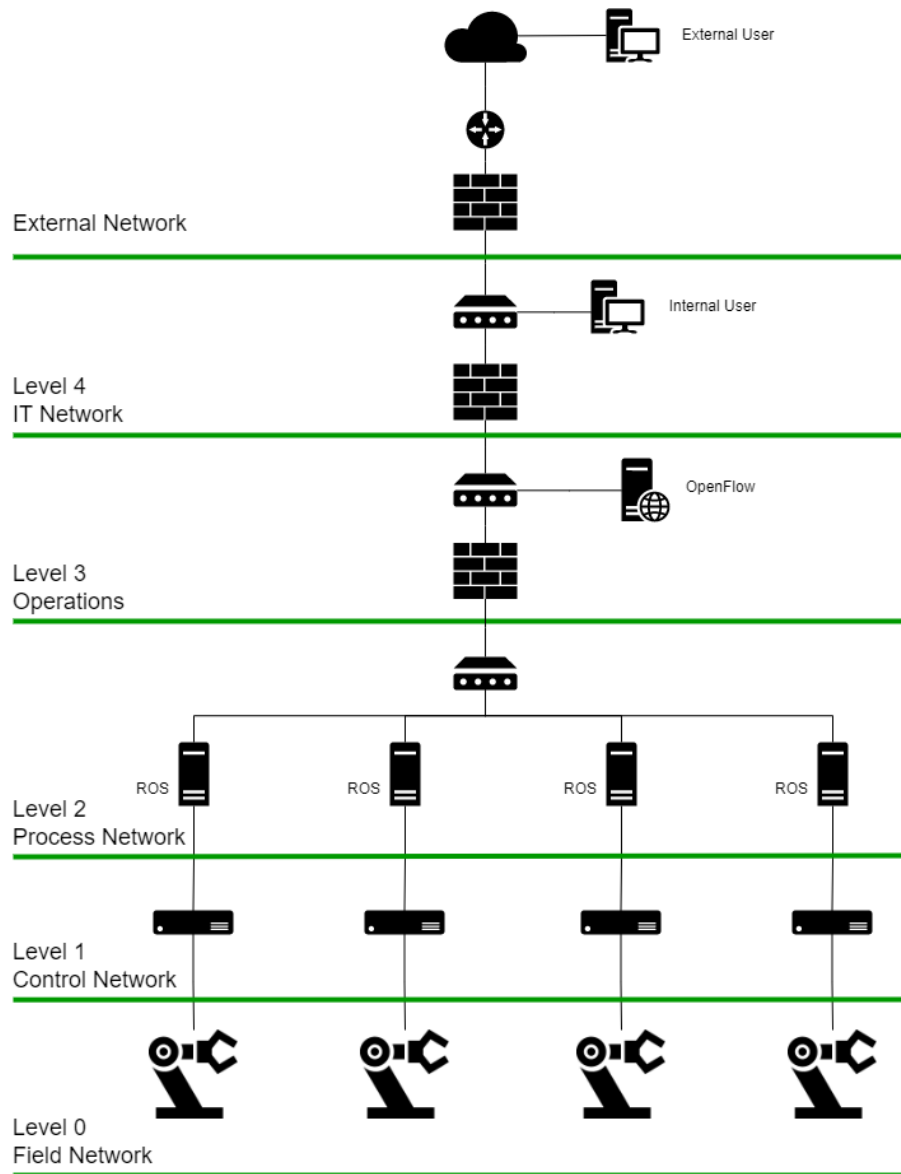 External User
External Network
Internal User
Level 4
IT Network
OpenFlow
Level 3
Operations
ROS
ROS
ROS
ROS
Level 2
Process Network
Level 1
Control Network
Level 0
Field Network